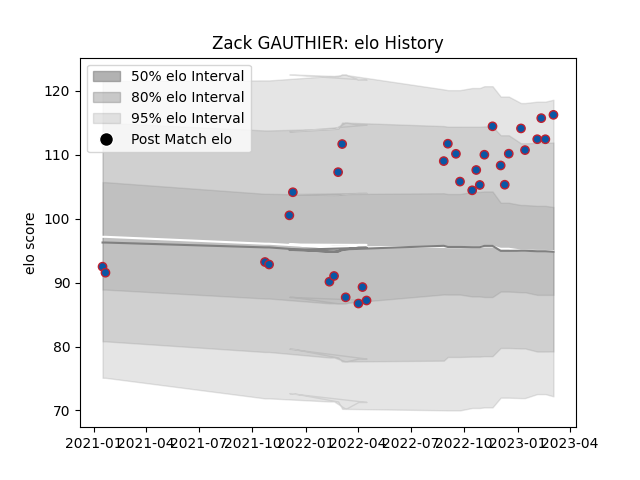 Zack GAUTHIER: elo History
50% elo Interval
80% elo Interval
95% elo Interval
Post Match elo
elo score
120
110
100
90
80
70
2021-01 2021-04 2021-07 2021-10 2022-01 2022-04 2022-07 2022-10 2023-01 2023-04